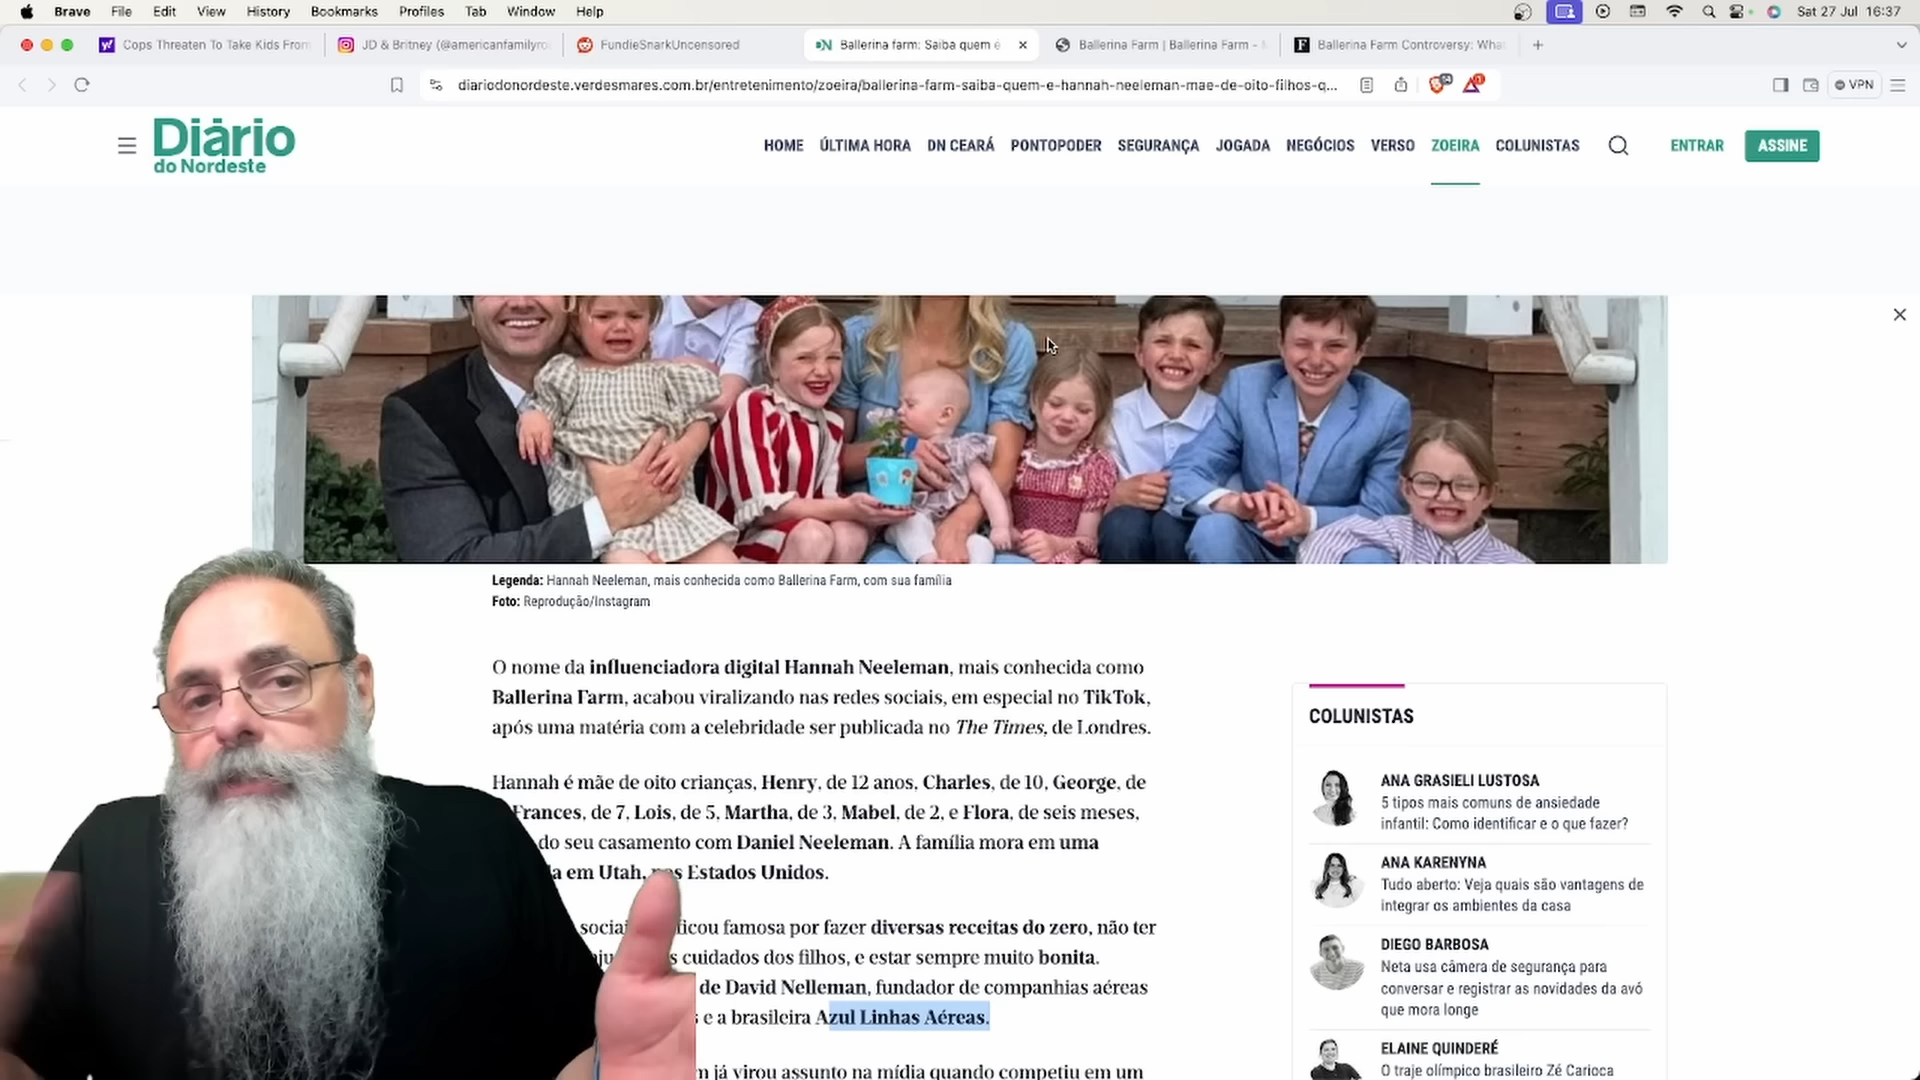 Brave File Edit View History Bookmarks Profiles Tab Window Help Sat 27 Jul 16:37
Cops Threaten To Take Kids From JD & Britney (@americanfamilyro FundieSnarkUncensored Ballerina farm: Saiba quem é Ballerina Farm | Ballerina Farm - Ballerina Farm Controversy: Wha
diariodonordeste.verdesmares.com.br/entretenimento/zoeira/ballerina-farm-saiba-quem-e-hannah-neeleman-mae-de-oito-filhos-q... VPN
Diário
do Nordeste
HOME ÚLTIMA HORA DN CEARÁ PONTOPODER SEGURANÇA JOGADA NEGÓCIOS VERSO ZOEIRA COLUNISTAS ENTRAR ASSINE
Legenda: Hannah Neeleman, mais conhecida como Ballerina Farm, com sua família
Foto: Reprodução/Instagram
O nome da influenciadora digital Hannah Neeleman, mais conhecida como
Ballerina Farm, acabou viralizando nas redes sociais, em especial no TikTok,
após uma matéria com a celebridade ser publicada no The Times, de Londres.
Hannah é mãe de oito crianças, Henry, de 12 anos, Charles, de 10, George, de
Frances, de 7, Lois, de 5, Martha, de 3, Mabel, de 2, e Flora, de seis meses,
do seu casamento com Daniel Neeleman. A família mora em uma
em Utah, Estados Unidos.
ficou famosa por fazer diversas receitas do zero, não ter
cuidados dos filhos, e estar sempre muito bonita.
de David Nelleman, fundador de companhias aéreas
e a brasileira Azul Linhas Aéreas.
já virou assunto na mídia quando competiu em um
COLUNISTAS
ANA GRASIELI LUSTOSA
5 tipos mais comuns de ansiedade
infantil: Como identificar e o que fazer?
ANA KARENYNA
Tudo aberto: Veja quais são vantagens de
integrar os ambientes da casa
DIEGO BARBOSA
Neta usa câmera de segurança para
conversar e registrar as novidades da avó
que mora longe
ELAINE QUINDERÉ
O traje olímpico brasileiro Zé Carioca